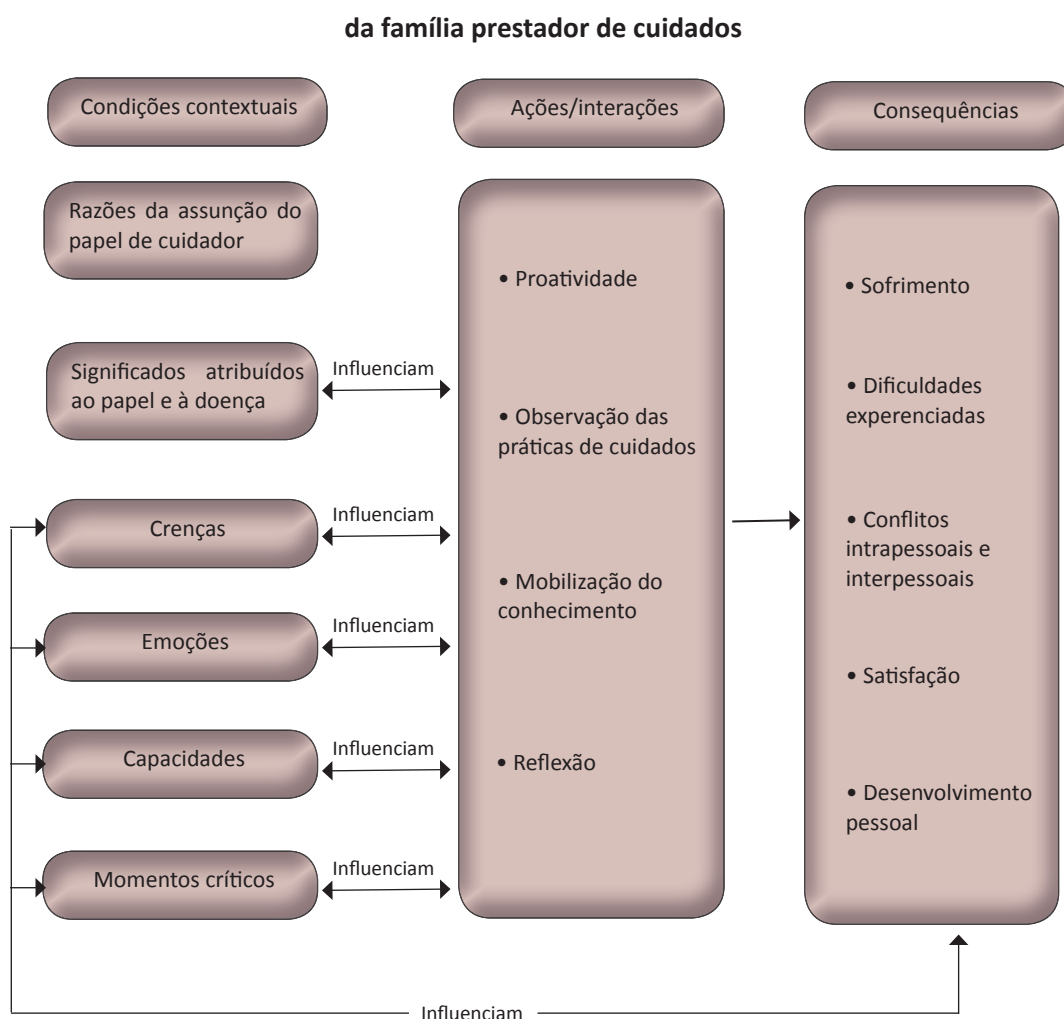 da família prestador de cuidados
Condições contextuais
Ações/interações
Consequências
Razões da assunção do
papel de cuidador
Significados atribuídos
ao papel e à doença
Influenciam
Crenças
Influenciam
Emoções
Influenciam
Capacidades
Influenciam
Momentos críticos
Influenciam
• Proatividade
• Observação das
práticas de cuidados
• Mobilização do
conhecimento
• Reflexão
• Sofrimento
• Dificuldades
experenciadas
• Conflitos
intrapessoais e
interpessoais
• Satisfação
• Desenvolvimento
pessoal
Influenciam